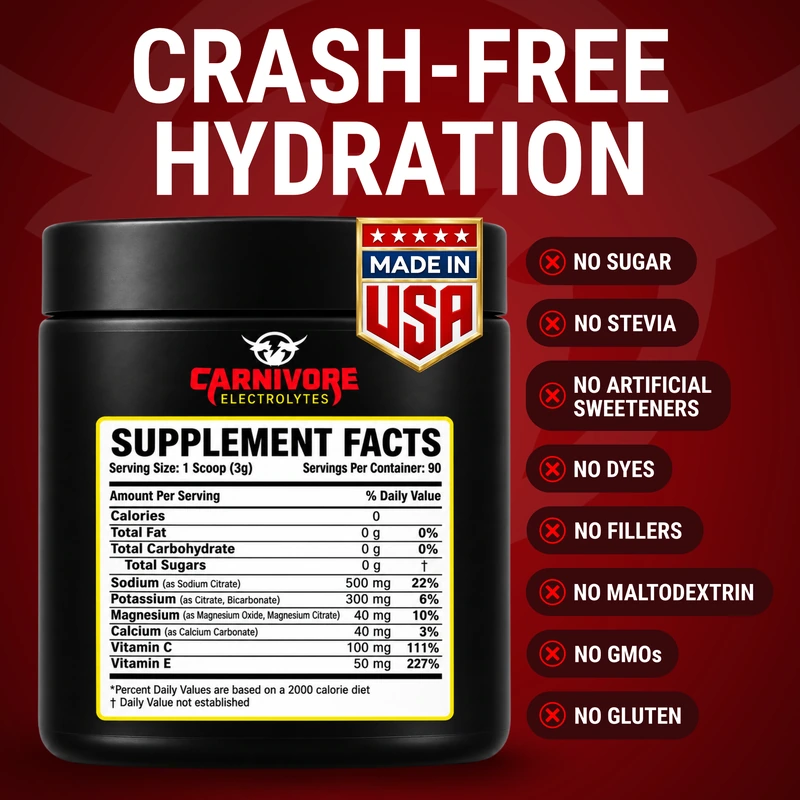 CRASH-FREE
HYDRATION
★★★★★
MADE IN
USA
CARNIVORE
ELECTROLYTES
SUPPLEMENT FACTS
Serving Size: 1 Scoop (3g) Servings Per Container: 90
Amount Per Serving % Daily Value
Calories 0
Total Fat 0 g 0%
Total Carbohydrate 0 g 0%
Total Sugars 0 g †
Sodium (as Sodium Citrate) 500 mg 22%
Potassium (as Citrate, Bicarbonate) 300 mg 6%
Magnesium (as Magnesium Oxide, Magnesium Citrate) 40 mg 10%
Calcium (as Calcium Carbonate) 40 mg 3%
Vitamin C 100 mg 111%
Vitamin E 50 mg 227%
*Percent Daily Values are based on a 2000 calorie diet
† Daily Value not established
NO SUGAR
NO STEVIA
NO ARTIFICIAL
SWEETENERS
NO DYES
NO FILLERS
NO MALTODEXTRIN
NO GMOs
NO GLUTEN